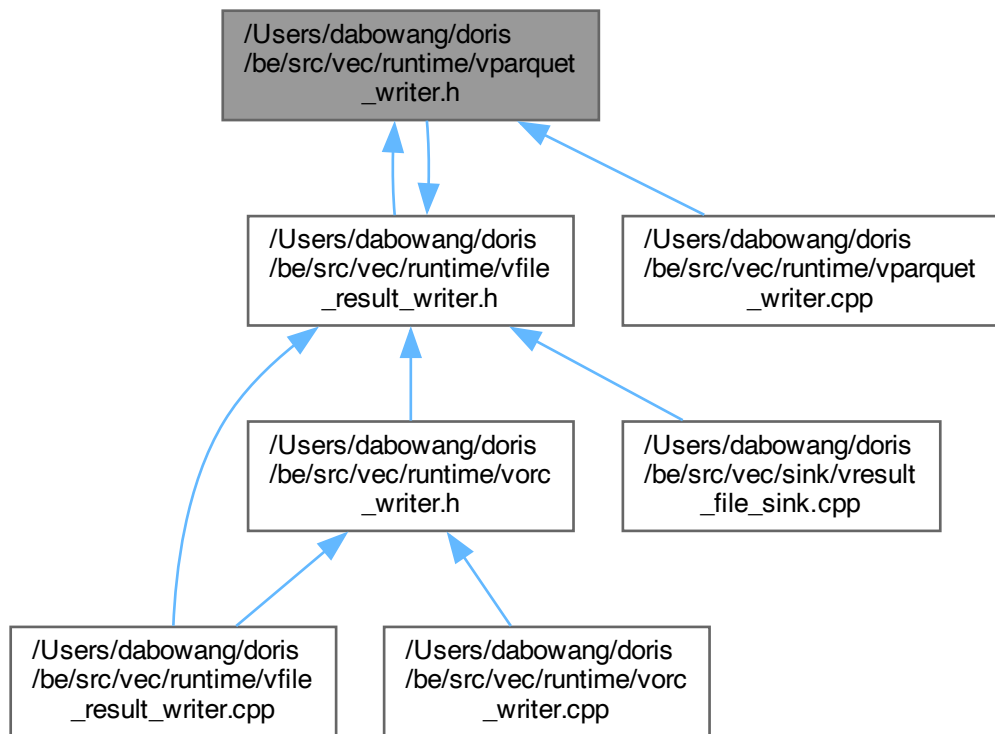 /Users/dabowang/doris
/be/src/vec/runtime/vparquet
_writer.h
/Users/dabowang/doris
/be/src/vec/runtime/vfile
_result_writer.h
/Users/dabowang/doris
/be/src/vec/runtime/vparquet
_writer.cpp
/Users/dabowang/doris
/be/src/vec/runtime/vorc
_writer.h
/Users/dabowang/doris
/be/src/vec/sink/vresult
_file_sink.cpp
/Users/dabowang/doris
/be/src/vec/runtime/vfile
_result_writer.cpp
/Users/dabowang/doris
/be/src/vec/runtime/vorc
_writer.cpp